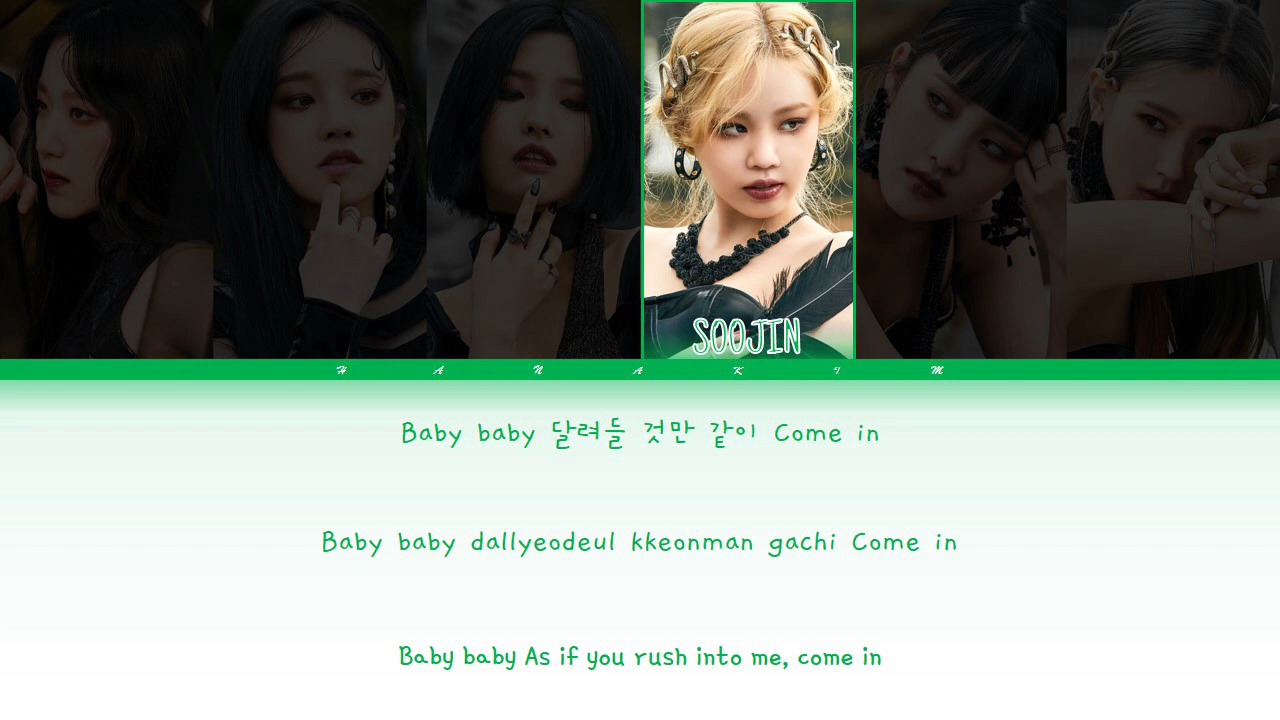 SOOJIN
HANAKIM
Baby baby 달려들 것만 같이 Come in
Baby baby dallyeodeul kkeonman gachi Come in
Baby baby As if you rush into me, come in